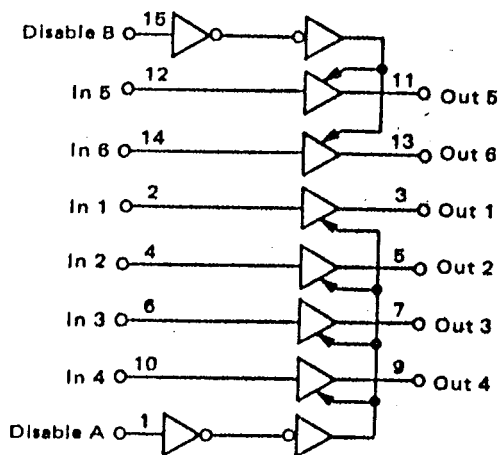 Disable B 15
In 5 12 11 Out 5
In 6 14 13 Out 6
In 1 2 3 Out 1
In 2 4 5 Out 2
In 3 6 7 Out 3
In 4 10 9 Out 4
Disable A 1